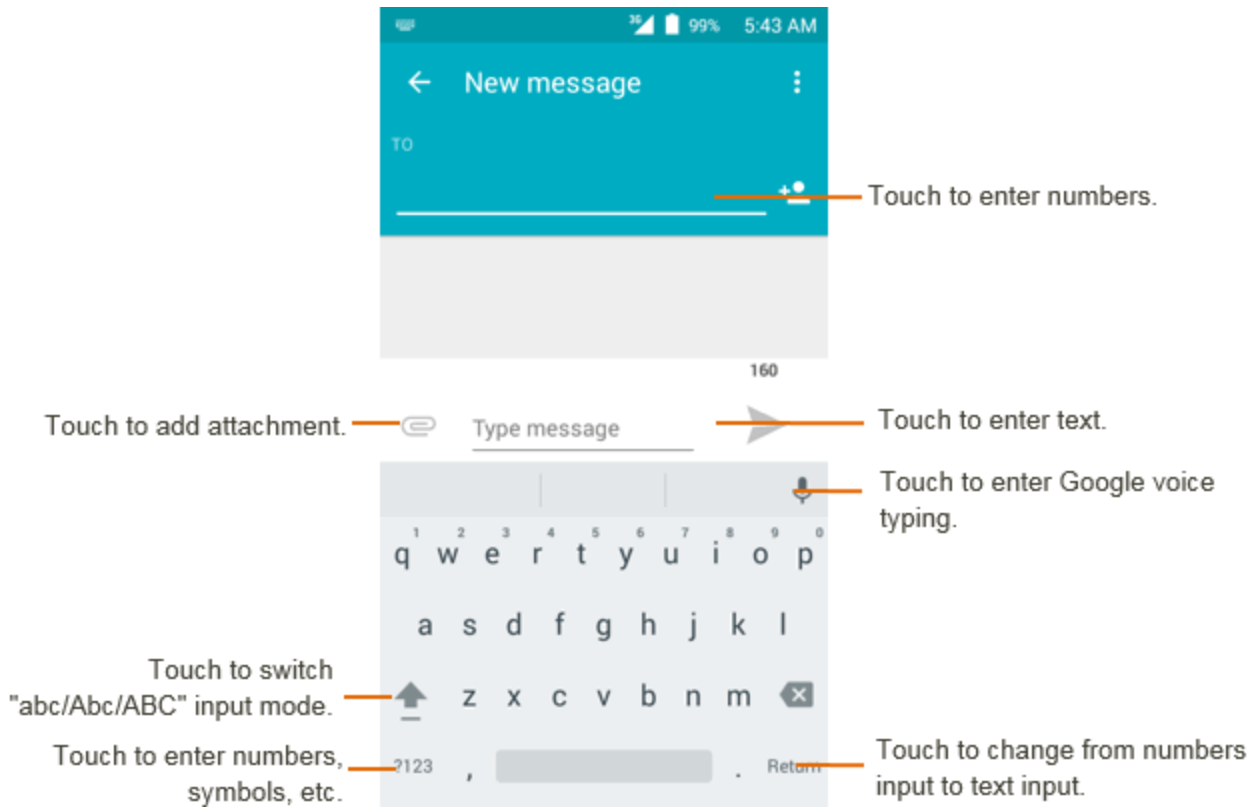 3G 99% 5:43 AM
New message
TO
Touch to enter numbers.
160
Touch to add attachment.
Type message
Touch to enter text.
Touch to enter Google voice
typing.
1 2 3 4 5 6 7 8 9 0
q w e r t y u i o p
a s d f g h j k l
Touch to switch
"abc/Abc/ABC" input mode.
z x c v b n m
Touch to enter numbers,
symbols, etc.
?123 , . Return
Touch to change from numbers
input to text input.